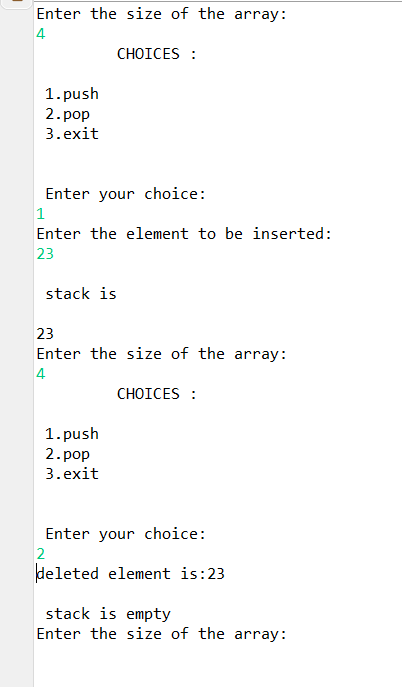 Enter the size of the array:
4
CHOICES :
1.push
2.pop
3.exit
Enter your choice:
1
Enter the element to be inserted:
23
stack is
23
Enter the size of the array:
4
CHOICES :
1.push
2.pop
3.exit
Enter your choice:
2
deleted element is:23
stack is empty
Enter the size of the array: